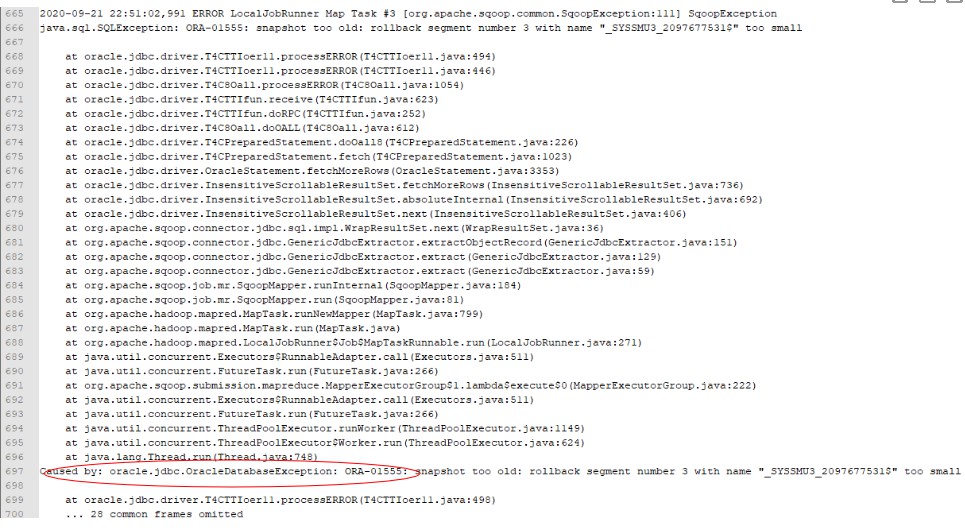 665 2020-09-21 22:51:02,991 ERROR LocalJobRunner Map Task #3 [org.apache.sqoop.common.SqoopException:111] SqoopException
666 java.sql.SQLException: ORA-01555: snapshot too old: rollback segment number 3 with name "_SYSSMU3_2097677531$" too small
667
668 at oracle.jdbc.driver.T4CTTIoer11.processERROR(T4CTTIoer11.java:494)
669 at oracle.jdbc.driver.T4CTTIoer11.processERROR(T4CTTIoer11.java:446)
670 at oracle.jdbc.driver.T4C8Oall.processERROR(T4C8Oall.java:1054)
671 at oracle.jdbc.driver.T4CTTIfun.receive(T4CTTIfun.java:623)
672 at oracle.jdbc.driver.T4CTTIfun.doRPC(T4CTTIfun.java:252)
673 at oracle.jdbc.driver.T4C8Oall.doOALL(T4C8Oall.java:612)
674 at oracle.jdbc.driver.T4CPreparedStatement.doOall8(T4CPreparedStatement.java:226)
675 at oracle.jdbc.driver.T4CPreparedStatement.fetch(T4CPreparedStatement.java:1023)
676 at oracle.jdbc.driver.OracleStatement.fetchMoreRows(OracleStatement.java:3353)
677 at oracle.jdbc.driver.InsensitiveScrollableResultSet.fetchMoreRows(InsensitiveScrollableResultSet.java:736)
678 at oracle.jdbc.driver.InsensitiveScrollableResultSet.absoluteInternal(InsensitiveScrollableResultSet.java:692)
679 at oracle.jdbc.driver.InsensitiveScrollableResultSet.next(InsensitiveScrollableResultSet.java:406)
680 at org.apache.sqoop.connector.jdbc.sql.impl.WrapResultSet.next(WrapResultSet.java:36)
681 at org.apache.sqoop.connector.jdbc.GenericJdbcExtractor.extractObjectRecord(GenericJdbcExtractor.java:151)
682 at org.apache.sqoop.connector.jdbc.GenericJdbcExtractor.extract(GenericJdbcExtractor.java:129)
683 at org.apache.sqoop.connector.jdbc.GenericJdbcExtractor.extract(GenericJdbcExtractor.java:59)
684 at org.apache.sqoop.job.mr.SqoopMapper.runInternal(SqoopMapper.java:184)
685 at org.apache.sqoop.job.mr.SqoopMapper.run(SqoopMapper.java:81)
686 at org.apache.hadoop.mapred.MapTask.runNewMapper(MapTask.java:799)
687 at org.apache.hadoop.mapred.MapTask.run(MapTask.java)
688 at org.apache.hadoop.mapred.LocalJobRunner$Job$MapTaskRunnable.run(LocalJobRunner.java:271)
689 at java.util.concurrent.Executors$RunnableAdapter.call(Executors.java:511)
690 at java.util.concurrent.FutureTask.run(FutureTask.java:266)
691 at org.apache.sqoop.submission.mapreduce.MapperExecutorGroup$1.lambda$execute$0(MapperExecutorGroup.java:222)
692 at java.util.concurrent.Executors$RunnableAdapter.call(Executors.java:511)
693 at java.util.concurrent.FutureTask.run(FutureTask.java:266)
694 at java.util.concurrent.ThreadPoolExecutor.runWorker(ThreadPoolExecutor.java:1149)
695 at java.util.concurrent.ThreadPoolExecutor$Worker.run(ThreadPoolExecutor.java:624)
696 at java.lang.Thread.run(Thread.java:748)
697 Caused by: oracle.jdbc.OracleDatabaseException: ORA-01555: snapshot too old: rollback segment number 3 with name "_SYSSMU3_2097677531$" too small
698
699 at oracle.jdbc.driver.T4CTTIoer11.processERROR(T4CTTIoer11.java:498)
700 ... 28 common frames omitted